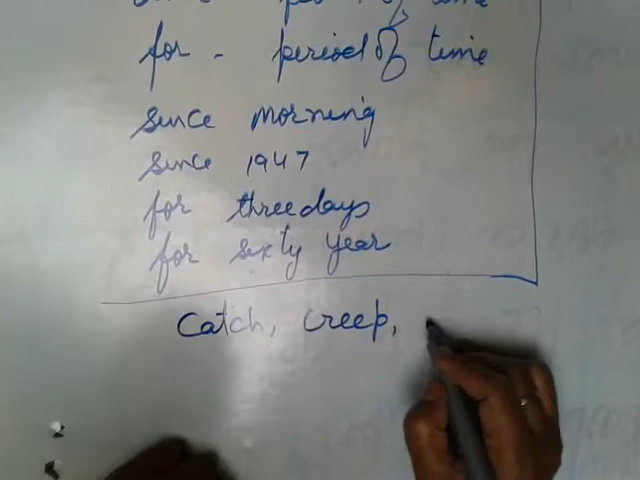 for - period of time
since morning
since 1947
for three days
for sixty year
Catch, creep,